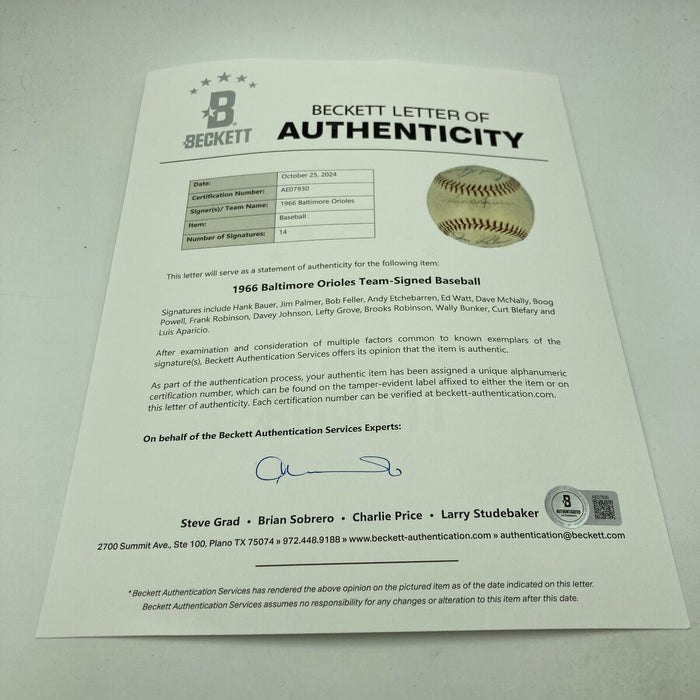 B
BECKETT
BECKETT LETTER OF
AUTHENTICITY
Date: October 25, 2024
Certification Number: AE07930
Signer(s)/ Team Name: 1966 Baltimore Orioles
Item: Baseball
Number of Signatures: 14
This letter will serve as a statement of authenticity for the following item:
1966 Baltimore Orioles Team-Signed Baseball
Signatures include Hank Bauer, Jim Palmer, Bob Feller, Andy Etchebarren, Ed Watt, Dave McNally, Boog
Powell, Frank Robinson, Davey Johnson, Lefty Grove, Brooks Robinson, Wally Bunker, Curt Blefary and
Luis Aparicio.
After examination and consideration of multiple factors common to known exemplars of the
signature(s), Beckett Authentication Services offers its opinion that the item is authentic.
As part of the authentication process, your authentic item has been assigned a unique alphanumeric
certification number, which can be found on the tamper-evident label affixed to either the item or on
this letter of authenticity. Each certification number can be verified at beckett-authentication.com.
On behalf of the Beckett Authentication Services Experts:
Steve Grad • Brian Sobrero • Charlie Price • Larry Studebaker
B
AE07930
2700 Summit Ave., Ste 100, Plano TX 75074 » 972.448.9188 » www.beckett-authentication.com » authentication@beckett.com
*Beckett Authentication Services has rendered the above opinion on the pictured item as of the date indicated on this letter.
Beckett Authentication Services assumes no responsibility for any changes or alteration to this item after this date.